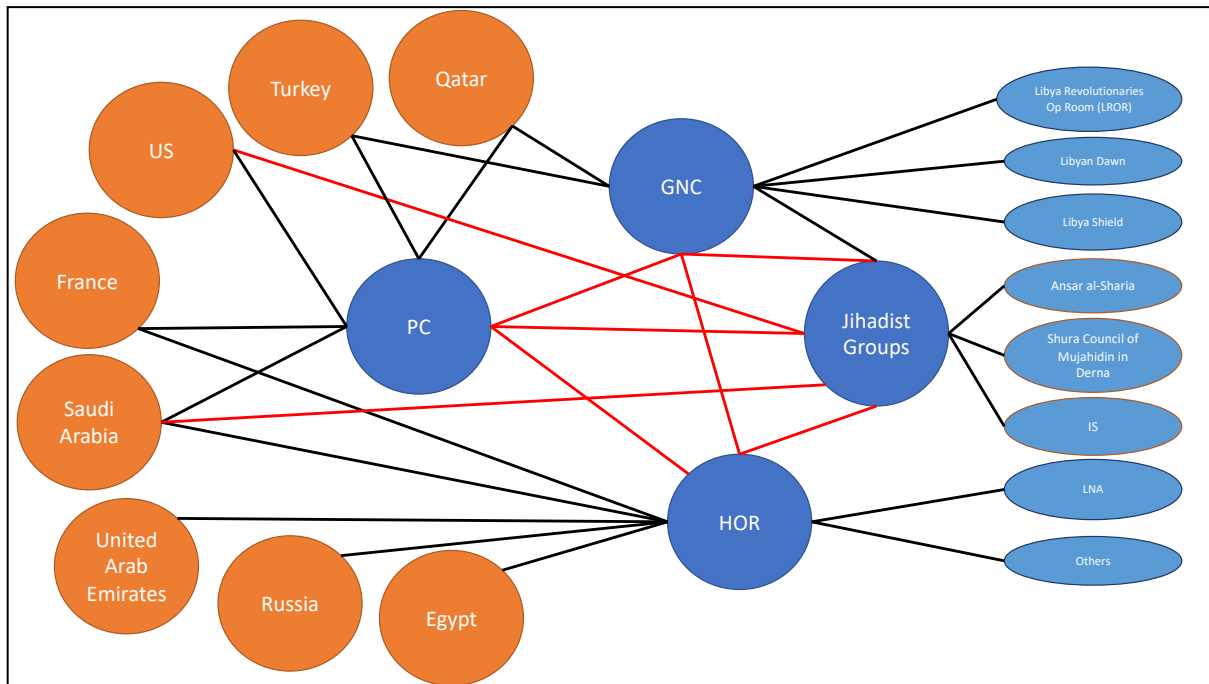 Turkey
Qatar
US
France
Saudi
Arabia
United
Arab
Emirates
Russia
Egypt
PC
GNC
Jihadist
Groups
HOR
Libya Revolutionaries
Op Room (LROR)
Libyan Dawn
Libya Shield
Ansar al-Sharia
Shura Council of
Mujahidin in
Derna
IS
LNA
Others